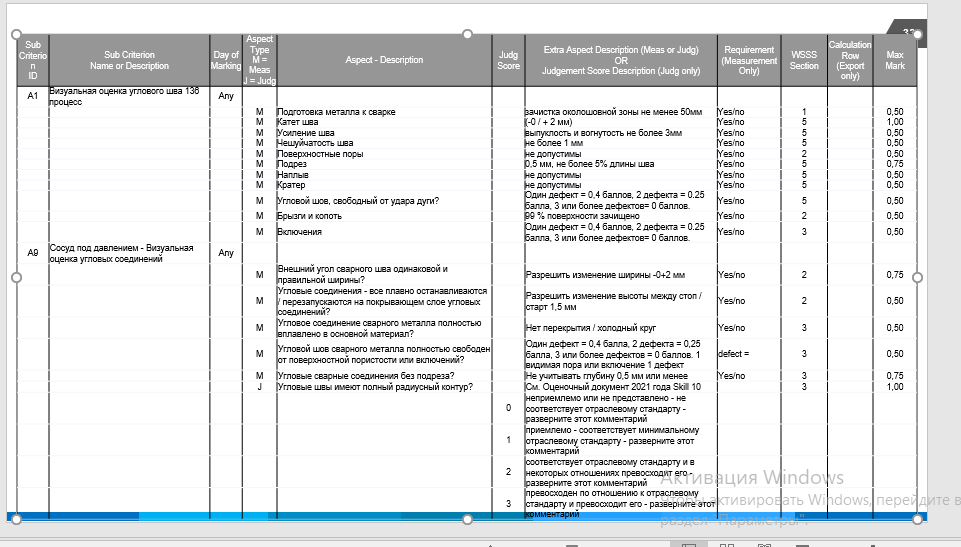 32
Sub Criterio n ID
Sub Criterion Name or Description
Day of Marking
Aspect Type M = Meas J = Judg
Aspect - Description
Judg Score
Extra Aspect Description (Meas or Judg) OR Judgement Score Description (Judg only)
Requirement (Measurement Only)
WSSS Section
Calculation Row (Export only)
Max Mark
A1 Визуальная оценка углового шва 136 процесс Any
M Подготовка металла к сварке зачистка околошовной зоны не менее 50мм Yes/no 1 0,50
M Катет шва (-0 / + 2 мм) Yes/no 5 1,00
M Усиление шва выпуклость и вогнутость не более 3мм Yes/no 5 0,50
M Чешуйчатость шва не более 1 мм Yes/no 5 0,50
M Поверхностные поры не допустимы Yes/no 2 0,50
M Подрез 0,5 мм, не более 5% длины шва Yes/no 5 0,75
M Наплыв не допустимы Yes/no 5 0,50
M Кратер не допустимы Yes/no 5 0,50
M Угловой шов, свободный от удара дуги? Один дефект = 0,4 баллов, 2 дефекта = 0.25 балла, 3 или более дефектов= 0 баллов. Yes/no 5 0,50
M Брызги и копоть 99 % поверхности зачищено Yes/no 2 0,50
M Включения Один дефект = 0,4 баллов, 2 дефекта = 0.25 балла, 3 или более дефектов= 0 баллов. Yes/no 3 0,50
A9 Сосуд под давлением - Визуальная оценка угловых соединений Any
M Внешний угол сварного шва одинаковой и правильной ширины? Разрешить изменение ширины -0+2 мм Yes/no 2 0,75
M Угловые соединения - все плавно останавливаются / перезапускаются на покрывающем слое угловых соединений? Разрешить изменение высоты между стоп / старт 1,5 мм Yes/no 2 0,50
M Угловое соединение сварного металла полностью вплавлено в основной материал? Нет перекрытия / холодный круг Yes/no 3 0,50
M Угловой шов сварного металла полностью свободен от поверхностной пористости или включений? Один дефект = 0,4 балла, 2 дефекта = 0,25 балла, 3 или более дефектов = 0 баллов. 1 видимая пора или включение 1 дефект defect = 3 0,50
M Угловые сварные соединения без подреза? Не учитывать глубину 0,5 мм или менее Yes/no 3 0,75
J Угловые швы имеют полный радиусный контур? См. Оценочный документ 2021 года Skill 10 3 1,00
0 неприемлемо или не представлено - не соответствует отраслевому стандарту - разверните этот комментарий
1 приемлемо - соответствует минимальному отраслевому стандарту - разверните этот комментарий
2 соответствует отраслевому стандарту и в некоторых отношениях превосходит его - разверните этот комментарий
3 превосходен по отношению к отраслевому стандарту и превосходит его - разверните этот комментарий
Активация Windows
Чтобы активировать Windows, перейдите в
раздел "Параметры".